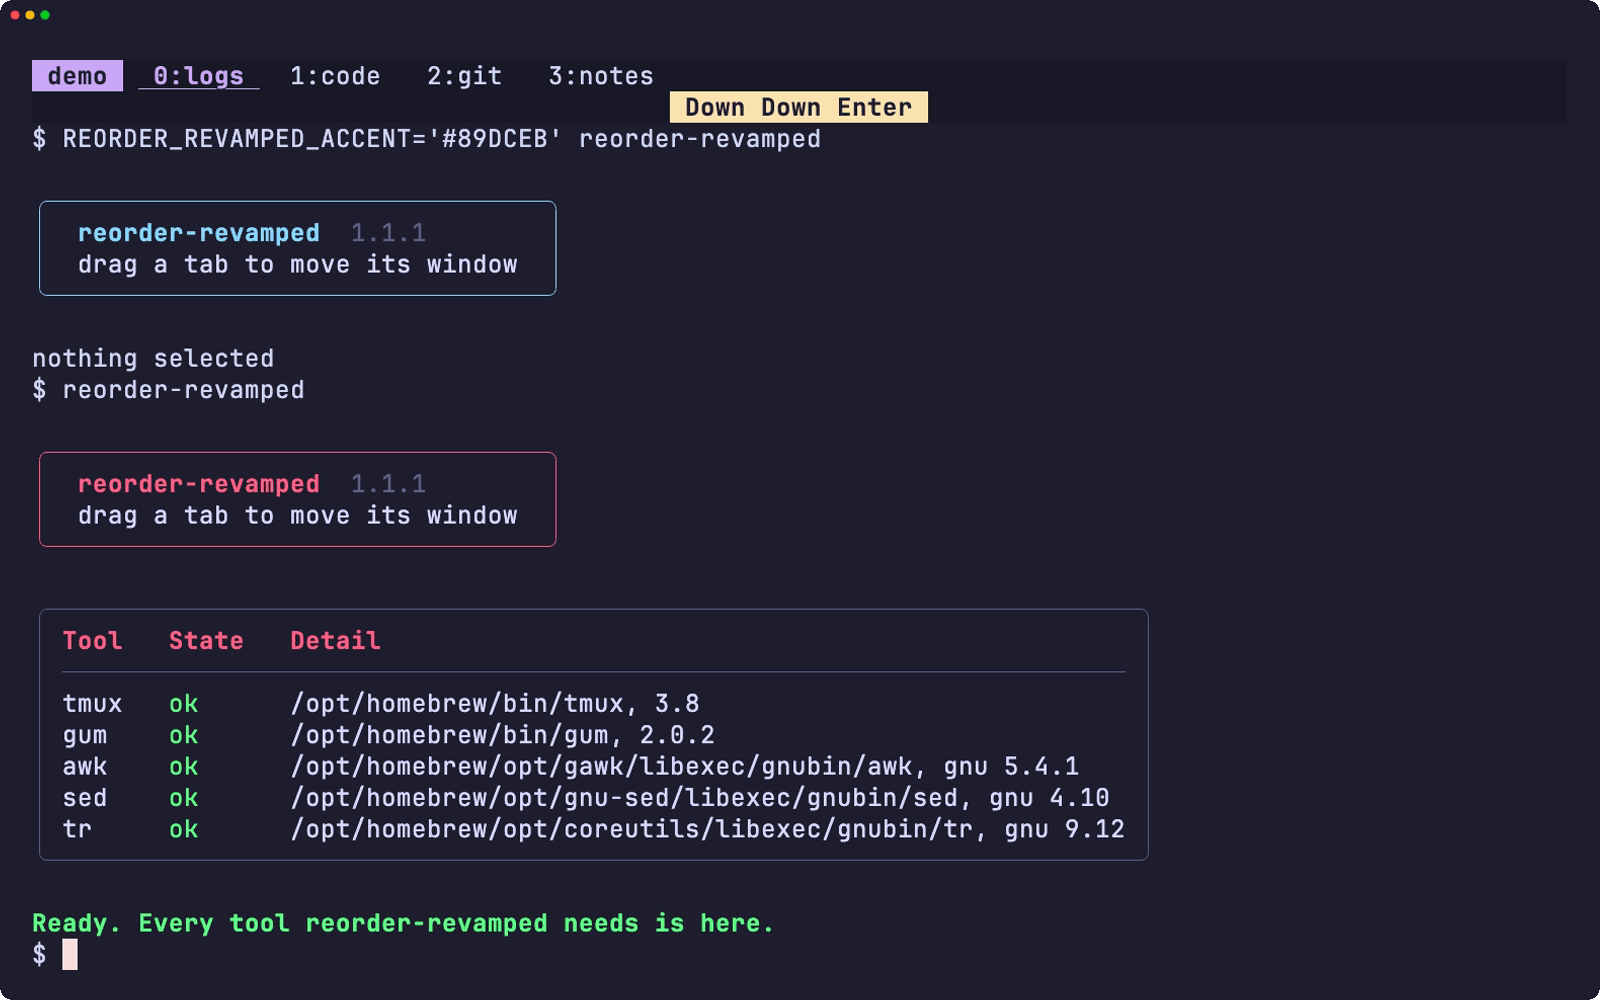 demo 0:logs 1:code 2:git 3:notes
Down Down Enter
$ REORDER_REVAMPED_ACCENT='#89DCEB' reorder-revamped
reorder-revamped 1.1.1
drag a tab to move its window
nothing selected
$ reorder-revamped
reorder-revamped 1.1.1
drag a tab to move its window
Tool State Detail
tmux ok /opt/homebrew/bin/tmux, 3.8
gum ok /opt/homebrew/bin/gum, 2.0.2
awk ok /opt/homebrew/opt/gawk/libexec/gnubin/awk, gnu 5.4.1
sed ok /opt/homebrew/opt/gnu-sed/libexec/gnubin/sed, gnu 4.10
tr ok /opt/homebrew/opt/coreutils/libexec/gnubin/tr, gnu 9.12
Ready. Every tool reorder-revamped needs is here.
$